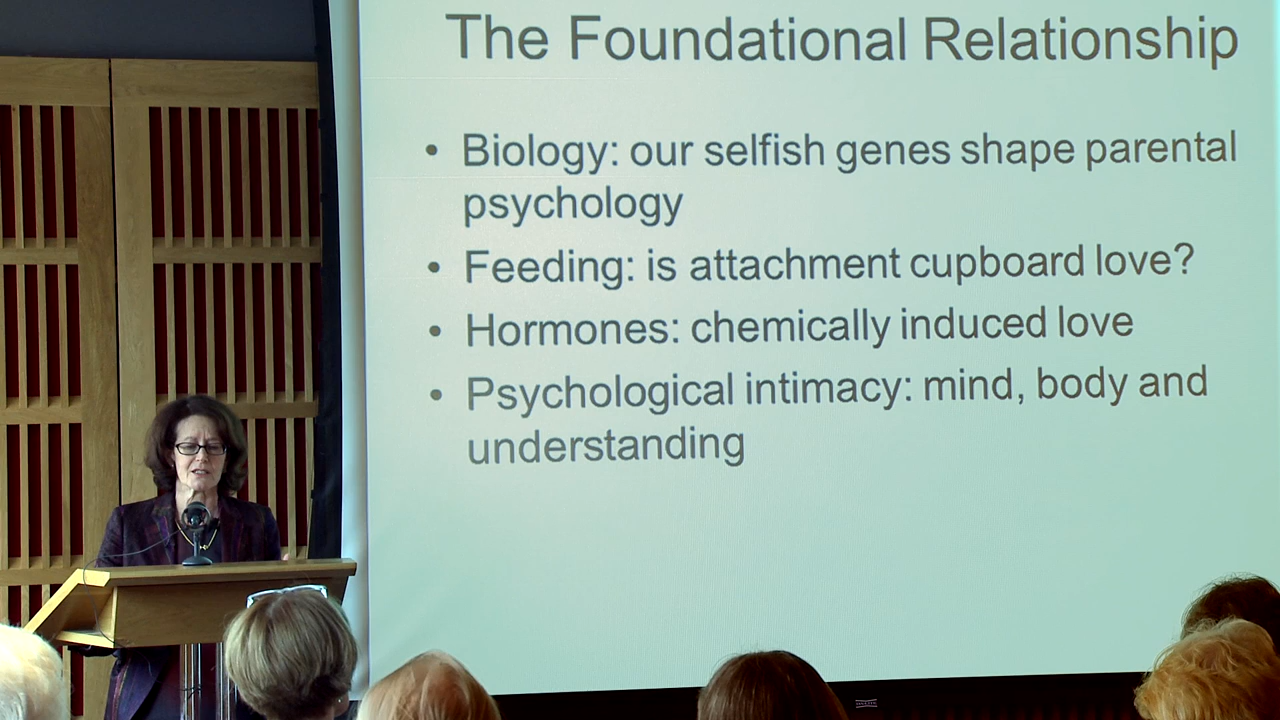 The Foundational Relationship
• Biology: our selfish genes shape parental
psychology
• Feeding: is attachment cupboard love?
• Hormones: chemically induced love
• Psychological intimacy: mind, body and
understanding